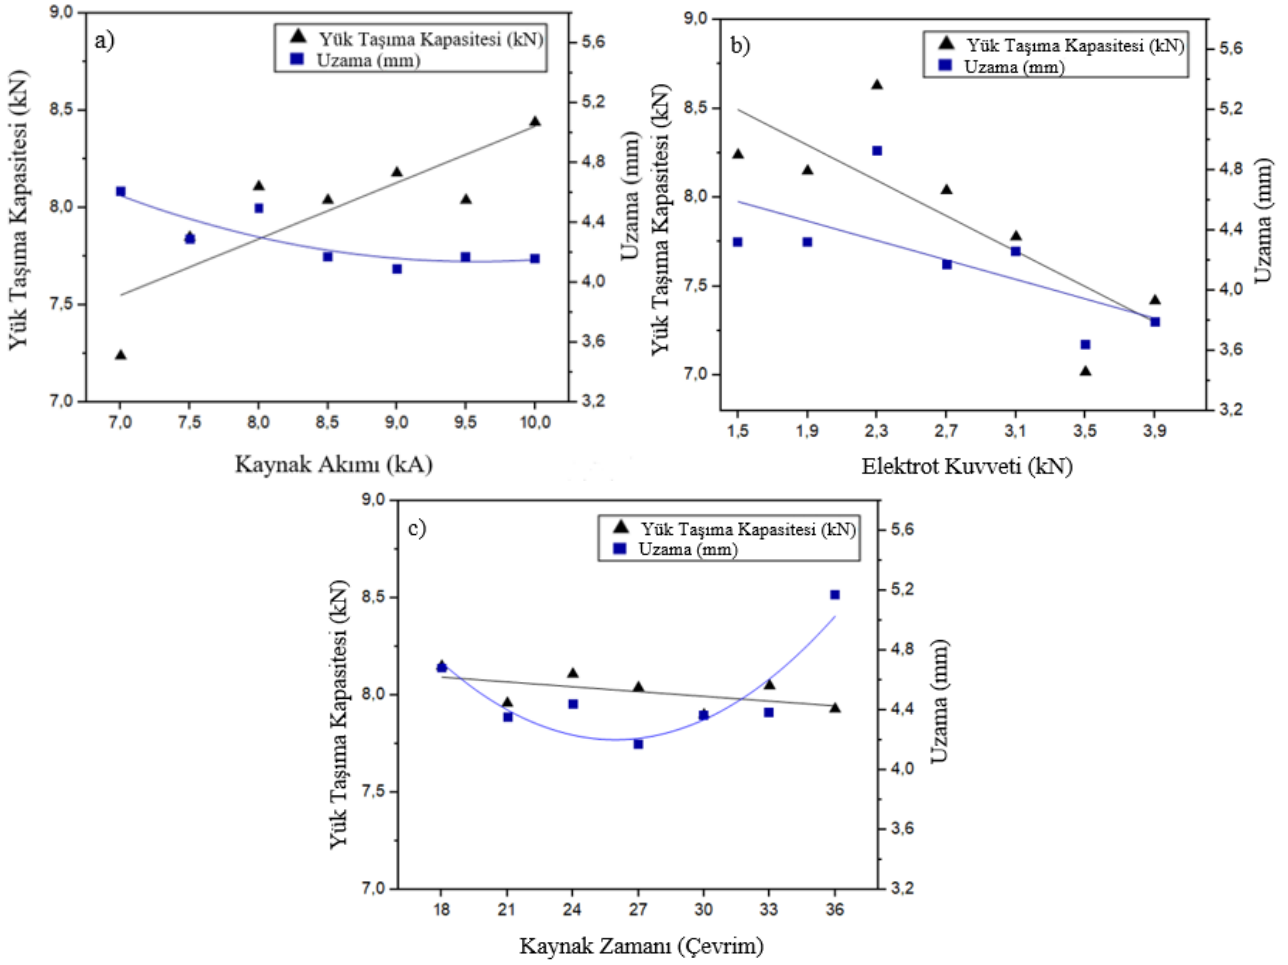 a)
Yük Taşıma Kapasitesi (kN)
Uzama (mm)
9,0
8,5
8,0
7,5
7,0
Yük Taşıma Kapasitesi (kN)
5,6
5,2
4,8
4,4
4,0
3,6
3,2
Uzama (mm)
7,0 7,5 8,0 8,5 9,0 9,5 10,0
Kaynak Akımı (kA)
b)
Yük Taşıma Kapasitesi (kN)
Uzama (mm)
9,0
8,5
8,0
7,5
7,0
Yük Taşıma Kapasitesi (kN)
5,6
5,2
4,8
4,4
4,0
3,6
3,2
Uzama (mm)
1,5 1,9 2,3 2,7 3,1 3,5 3,9
Elektrot Kuvveti (kN)
c)
Yük Taşıma Kapasitesi (kN)
Uzama (mm)
9,0
8,5
8,0
7,5
7,0
Yük Taşıma Kapasitesi (kN)
5,6
5,2
4,8
4,4
4,0
3,6
3,2
Uzama (mm)
18 21 24 27 30 33 36
Kaynak Zamanı (Çevrim)